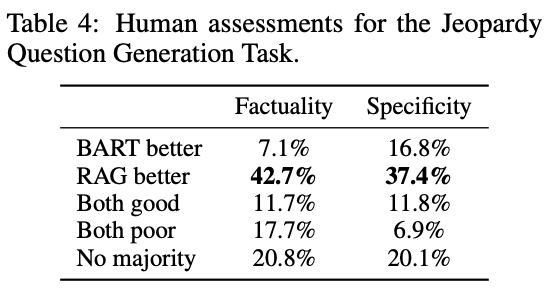 Table 4: Human assessments for the Jeopardy
Question Generation Task.
Factuality Specificity
BART better 7.1% 16.8%
RAG better 42.7% 37.4%
Both good 11.7% 11.8%
Both poor 17.7% 6.9%
No majority 20.8% 20.1%